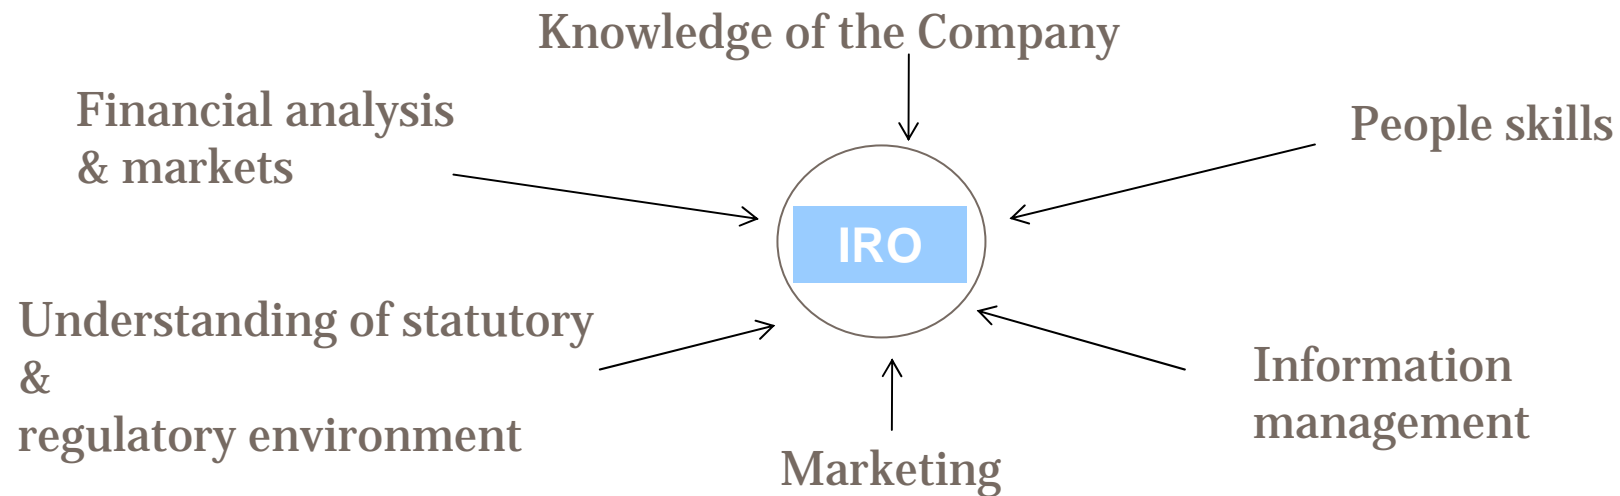 Knowledge of the Company
Financial analysis
& markets
People skills
IRO
Understanding of statutory
&
regulatory environment
Information
management
Marketing